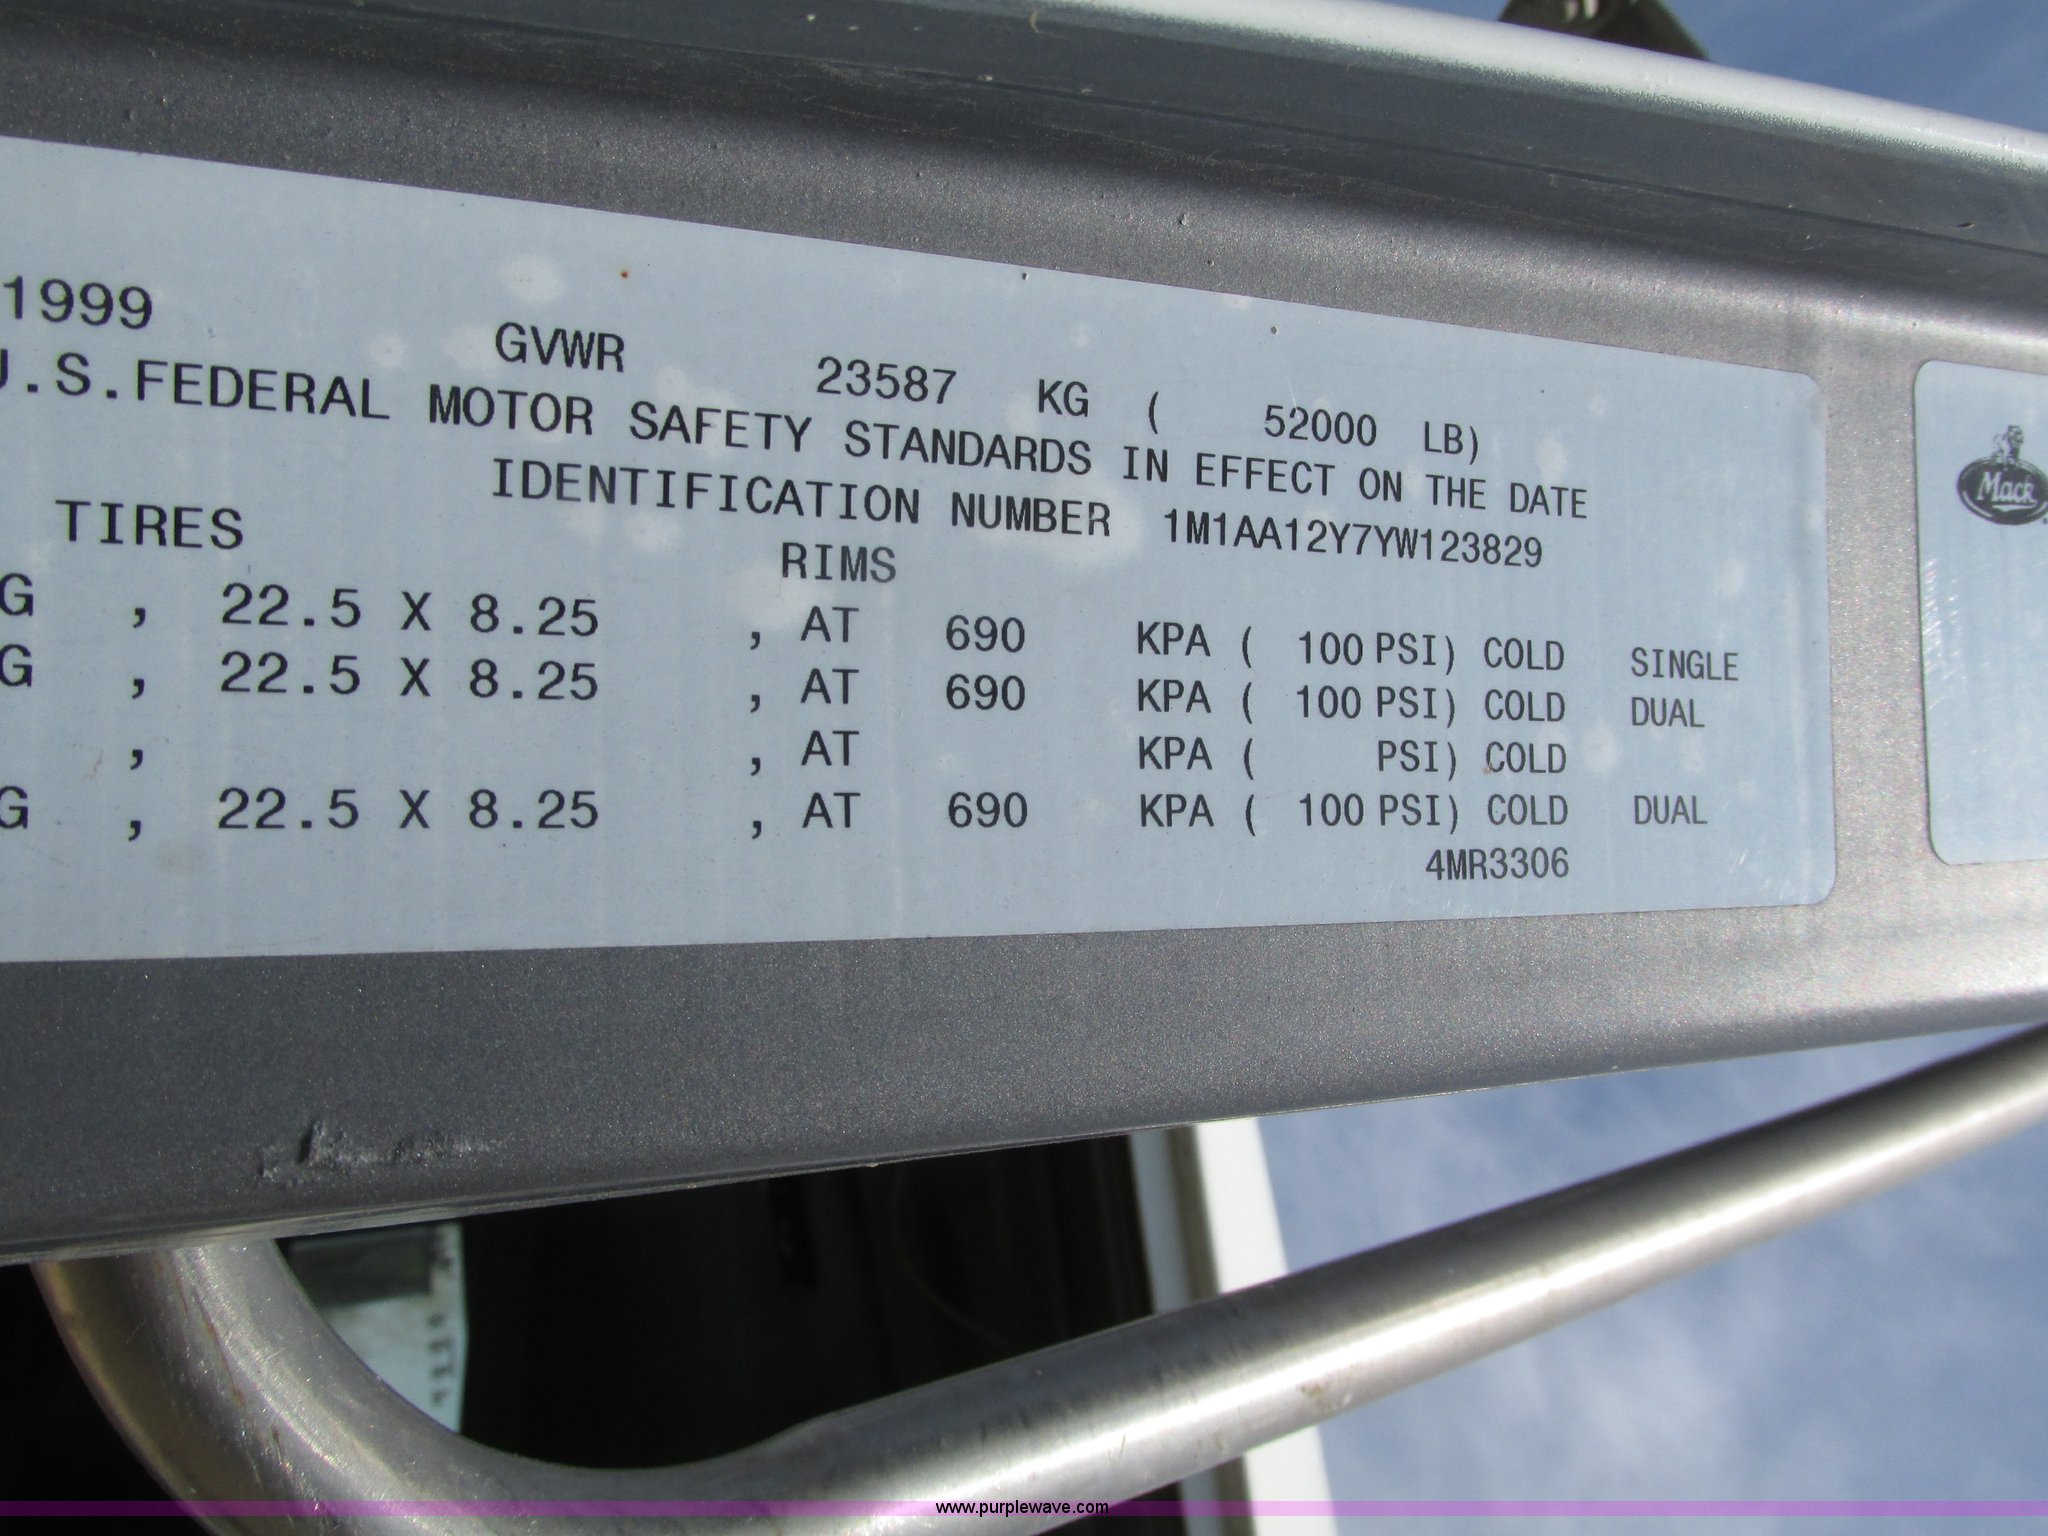 1999 GVWR 23587 KG ( 52000 LB)
U.S.FEDERAL MOTOR SAFETY STANDARDS IN EFFECT ON THE DATE
IDENTIFICATION NUMBER 1M1AA12Y7YW123829
TIRES RIMS
G , 22.5 X 8.25 , AT 690 KPA ( 100 PSI) COLD SINGLE
G , 22.5 X 8.25 , AT 690 KPA ( 100 PSI) COLD DUAL
, , AT KPA ( PSI) COLD
G , 22.5 X 8.25 , AT 690 KPA ( 100 PSI) COLD DUAL
4MR3306
Mack
www.purplewave.com